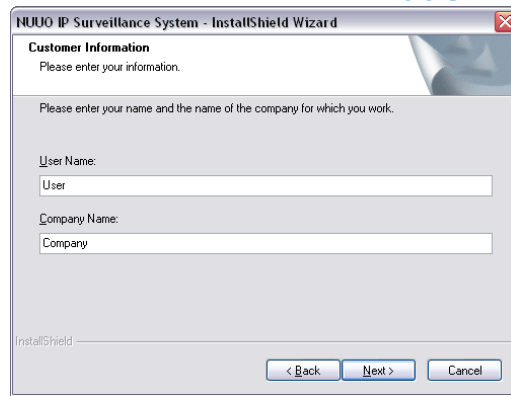 NUUO IP Surveillance System - InstallShield Wizard
Customer Information
Please enter your information.
Please enter your name and the name of the company for which you work.
User Name:
User
Company Name:
Company
InstallShield
< Back Next > Cancel